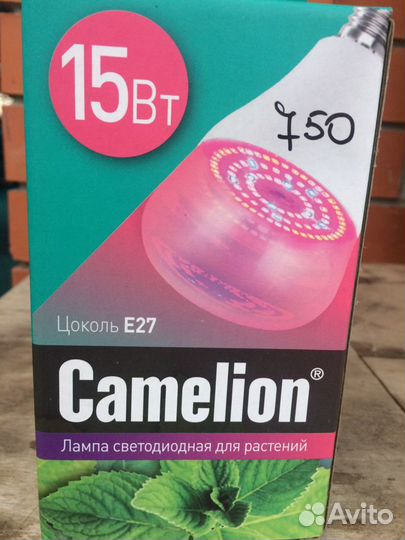 15Вт
750
Цоколь E27
Camelion®
Лампа светодиодная для растений
Avito